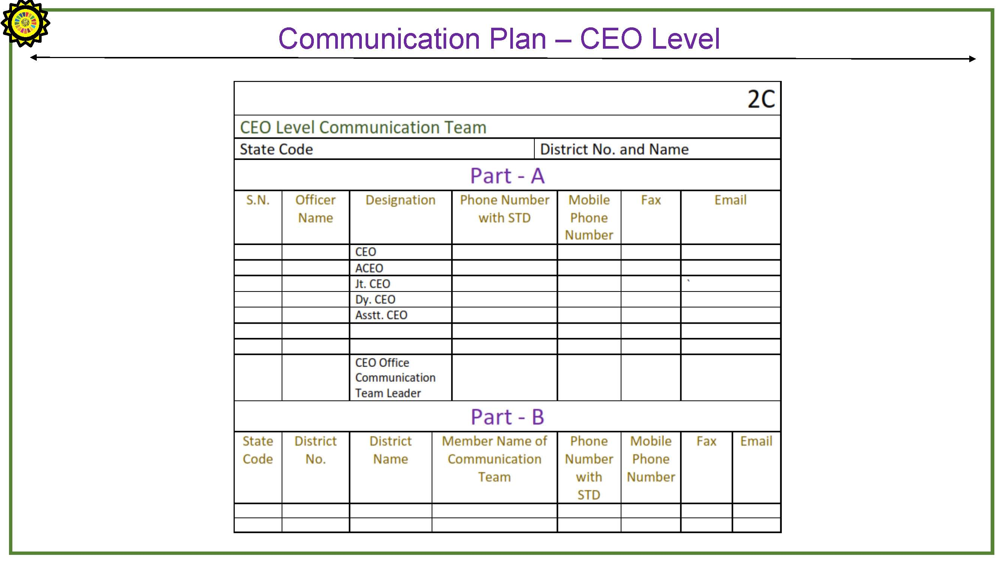 Communication Plan – CEO Level
2C
CEO Level Communication Team
State Code District No. and Name
Part - A
S.N. Officer Name Designation Phone Number with STD Mobile Phone Number Fax Email
CEO
ACEO
Jt. CEO `
Dy. CEO
Asstt. CEO
CEO Office
Communication
Team Leader
Part - B
State Code District No. District Name Member Name of Communication Team Phone Number with STD Mobile Phone Number Fax Email